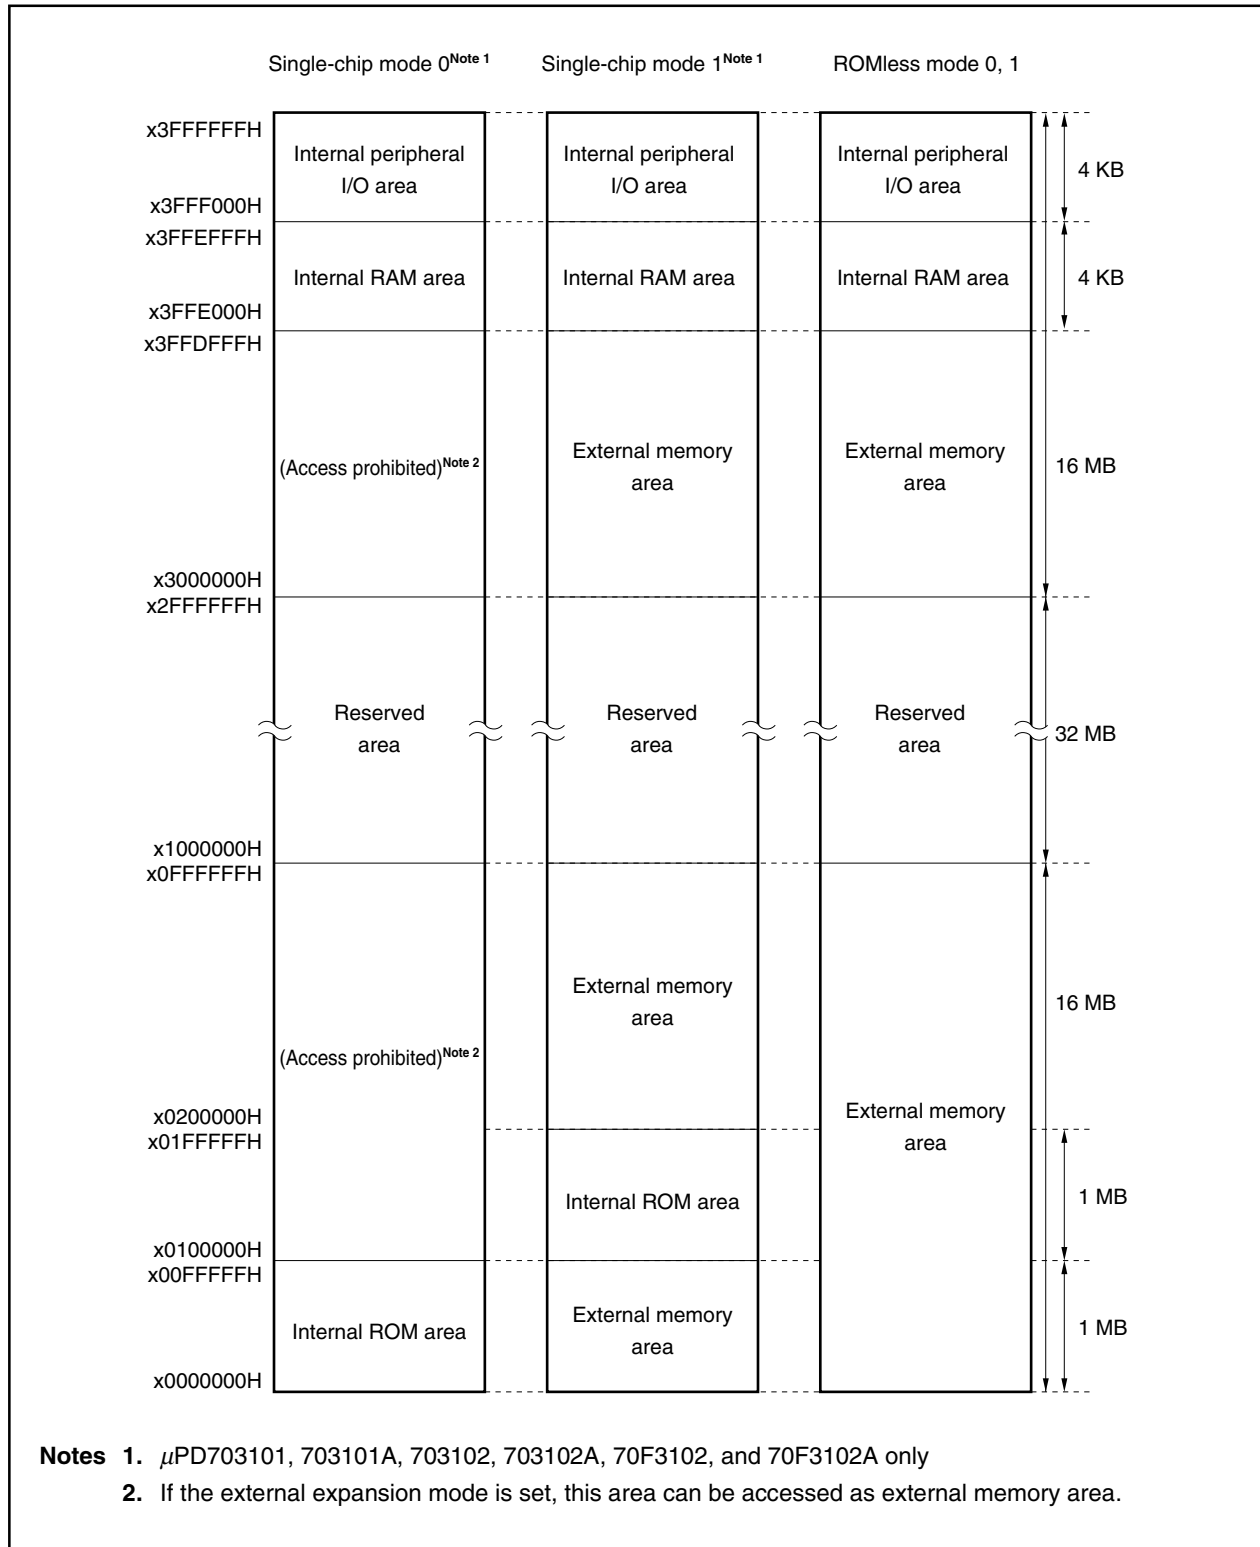 Single-chip mode 0Note 1 Single-chip mode 1Note 1 ROMless mode 0, 1
x3FFFFFFH
Internal peripheral
I/O area
Internal peripheral
I/O area
Internal peripheral
I/O area
4 KB
x3FFF000H
x3FFEFFFH
Internal RAM area
Internal RAM area
Internal RAM area
4 KB
x3FFE000H
x3FFDFFFH
(Access prohibited)Note 2
External memory
area
External memory
area
16 MB
x3000000H
x2FFFFFFH
Reserved
area
Reserved
area
Reserved
area
32 MB
x1000000H
x0FFFFFFH
External memory
area
16 MB
(Access prohibited)Note 2
External memory
area
x0200000H
x01FFFFFH
Internal ROM area
1 MB
x0100000H
x00FFFFFH
Internal ROM area
External memory
area
1 MB
x0000000H
Notes 1. μPD703101, 703101A, 703102, 703102A, 70F3102, and 70F3102A only
2. If the external expansion mode is set, this area can be accessed as external memory area.